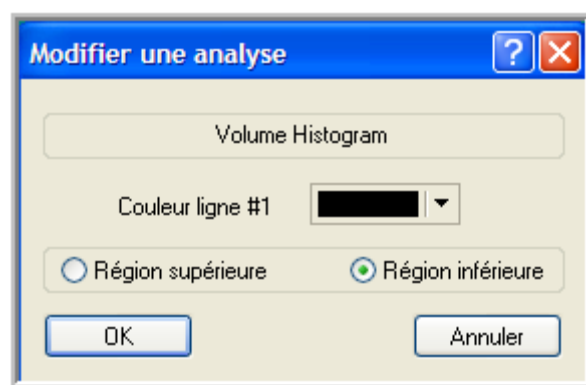 Modifier une analyse
Volume Histogram
Couleur ligne #1
Région supérieure Région inférieure
OK Annuler